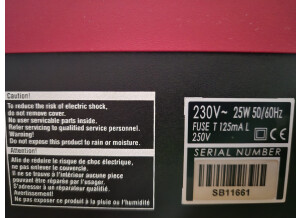 Caution!
To reduce the risk of electric shock,
do not remove cover.
No user serviceable parts inside.
Refer servicing to qualified service personnel.
Warning!
Do not expose this product to rain or moisture.
Attention!
Afin de réduire le risque de choc électrique,
ne pas enlever le couvercle.
Il ne se trouve à l'intérieur aucune pièce
pouvant être réparée par l'usager.
S'adresser à un réparateur qualifié.
Avertissement!
Ne pas exposer ce produit à la pluie ou humidité
230V~ 25W 50/60Hz
FUSE T 125mA L
250V
CE
SERIAL NUMBER
SB11661